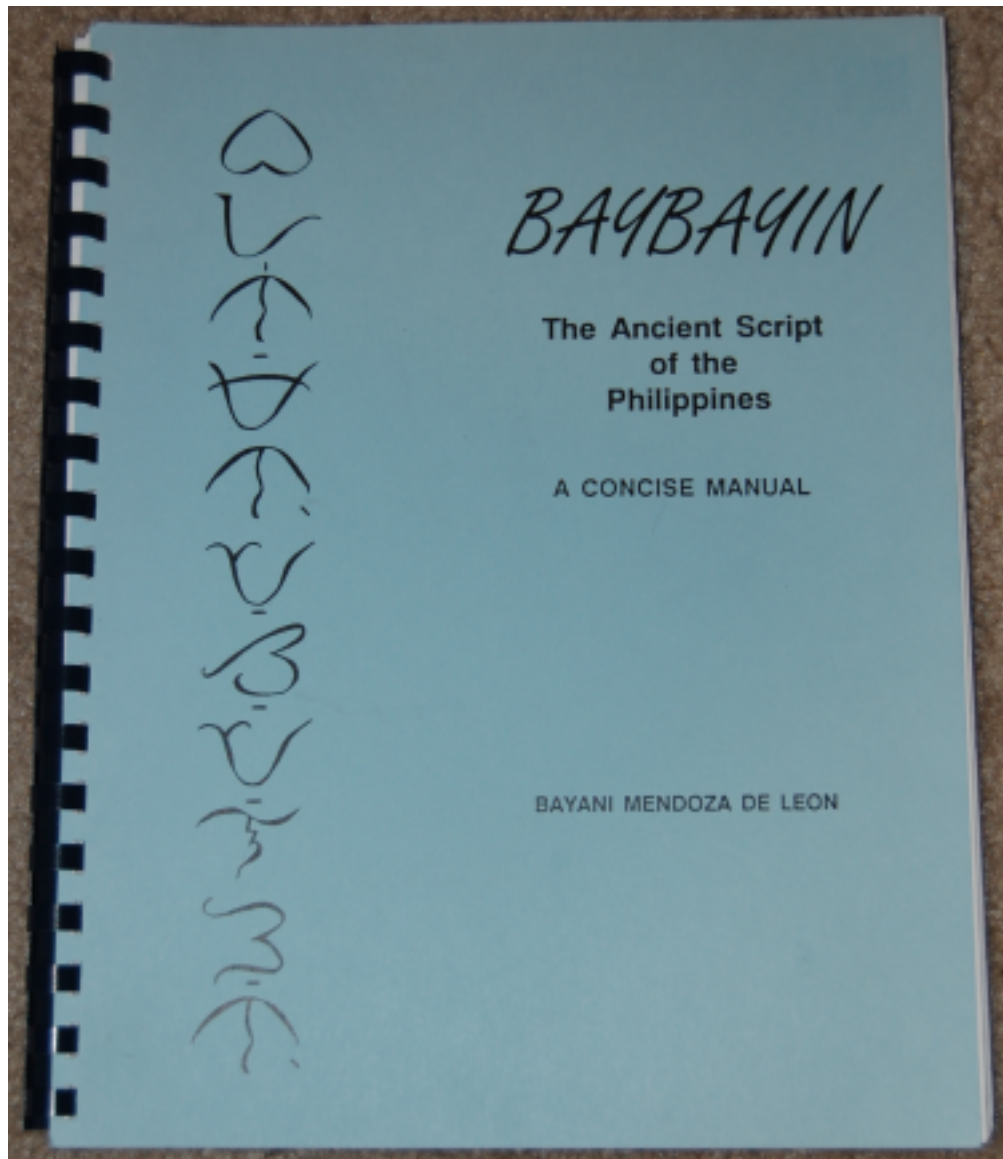 BAYBAYIN
The Ancient Script
of the
Philippines
A CONCISE MANUAL
BAYANI MENDOZA DE LEON